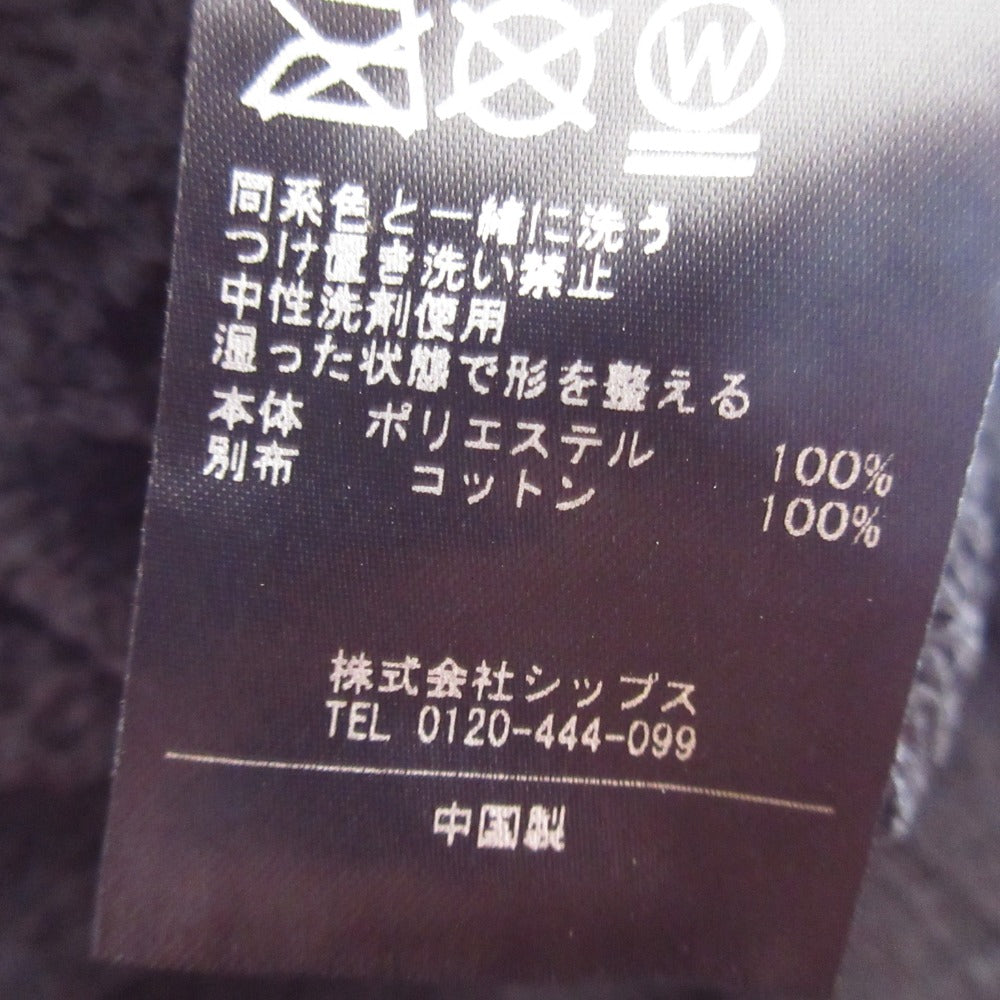 W
同系色と一緒に洗う
つけ置き洗い禁止
中性洗剤使用
湿った状態で形を整える
本体 ポリエステル 100%
別布 コットン 100%
株式会社シップス
TEL 0120-444-099
中国製